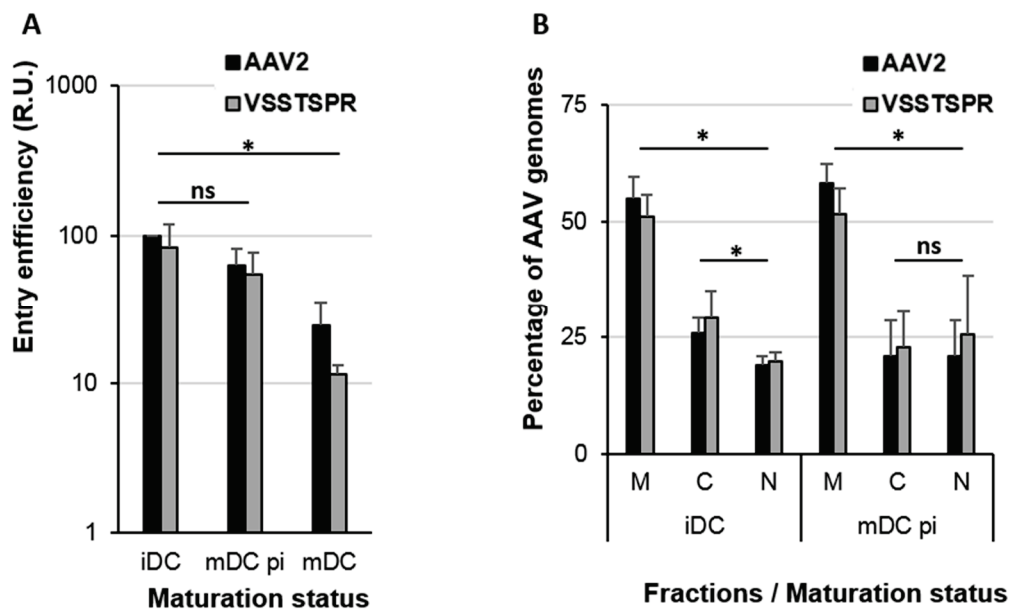 A
AAV2
VSSTSPR
Entry enfficiency (R.U.)
1000
100
10
1
*
ns
iDC mDC pi mDC
Maturation status
B
AAV2
VSSTSPR
Percentage of AAV genomes
75
50
25
0
* *
* ns
M C N M C N
iDC mDC pi
Fractions / Maturation status